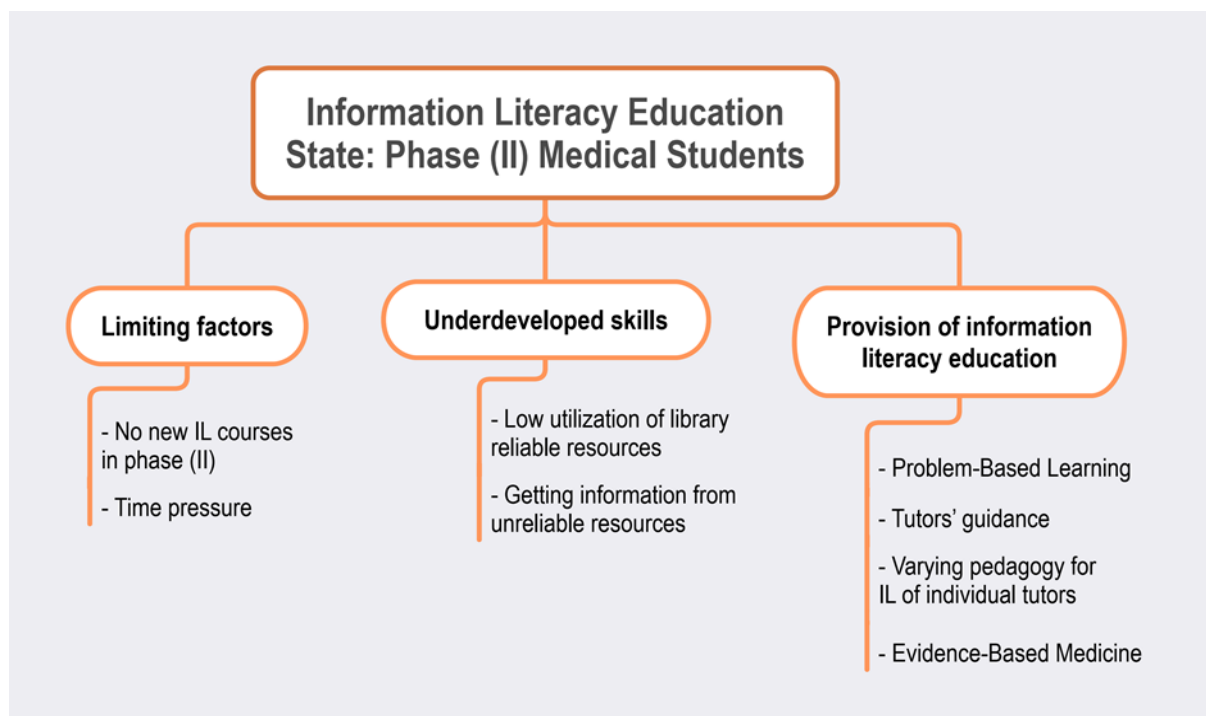 Information Literacy Education
State: Phase (II) Medical Students
Limiting factors
- No new IL courses
in phase (II)
- Time pressure
Underdeveloped skills
- Low utilization of library
reliable resources
- Getting information from
unreliable resources
Provision of information
literacy education
- Problem-Based Learning
- Tutors’ guidance
- Varying pedagogy for
IL of individual tutors
- Evidence-Based Medicine